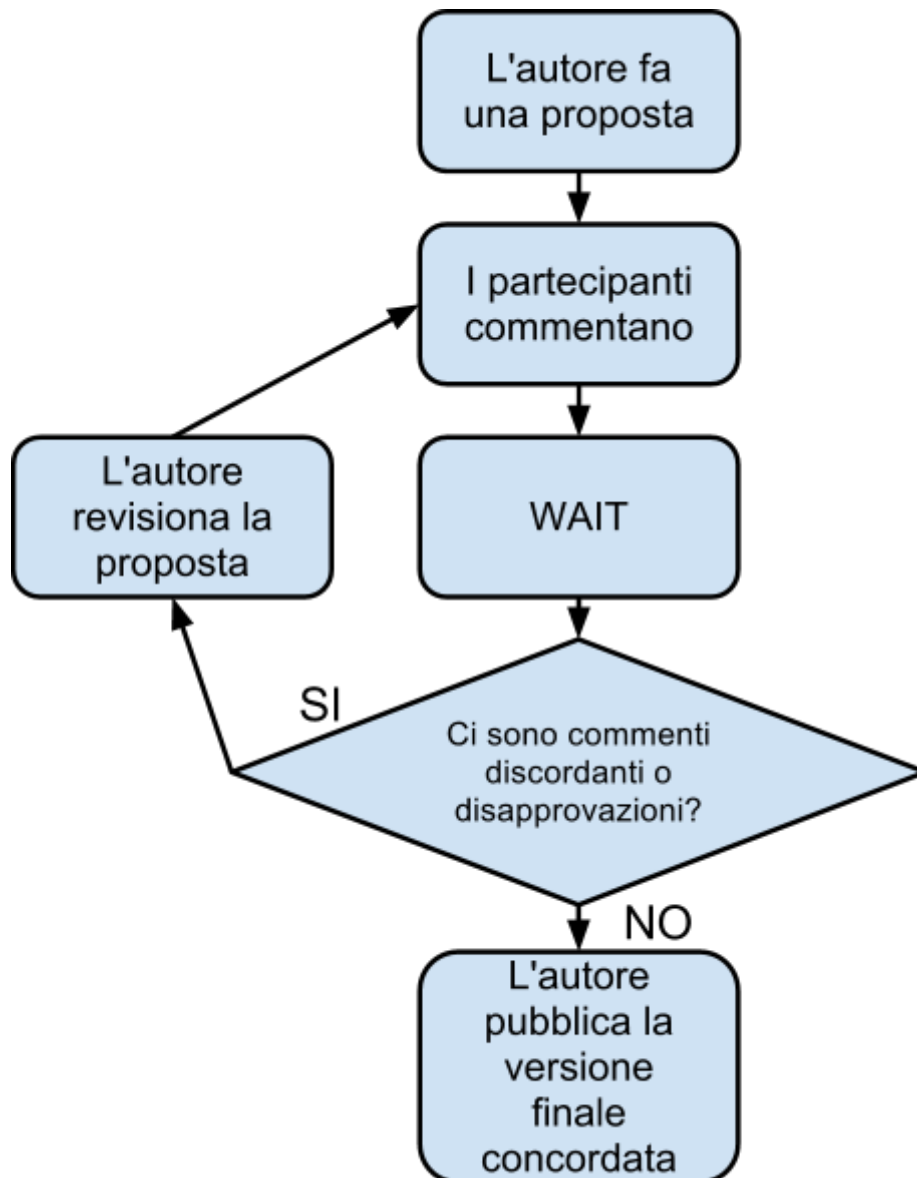 L'autore fa
una proposta
I partecipanti
commentano
L'autore
revisiona la
proposta
WAIT
SI
Ci sono commenti
discordanti o
disapprovazioni?
NO
L'autore
pubblica la
versione
finale
concordata